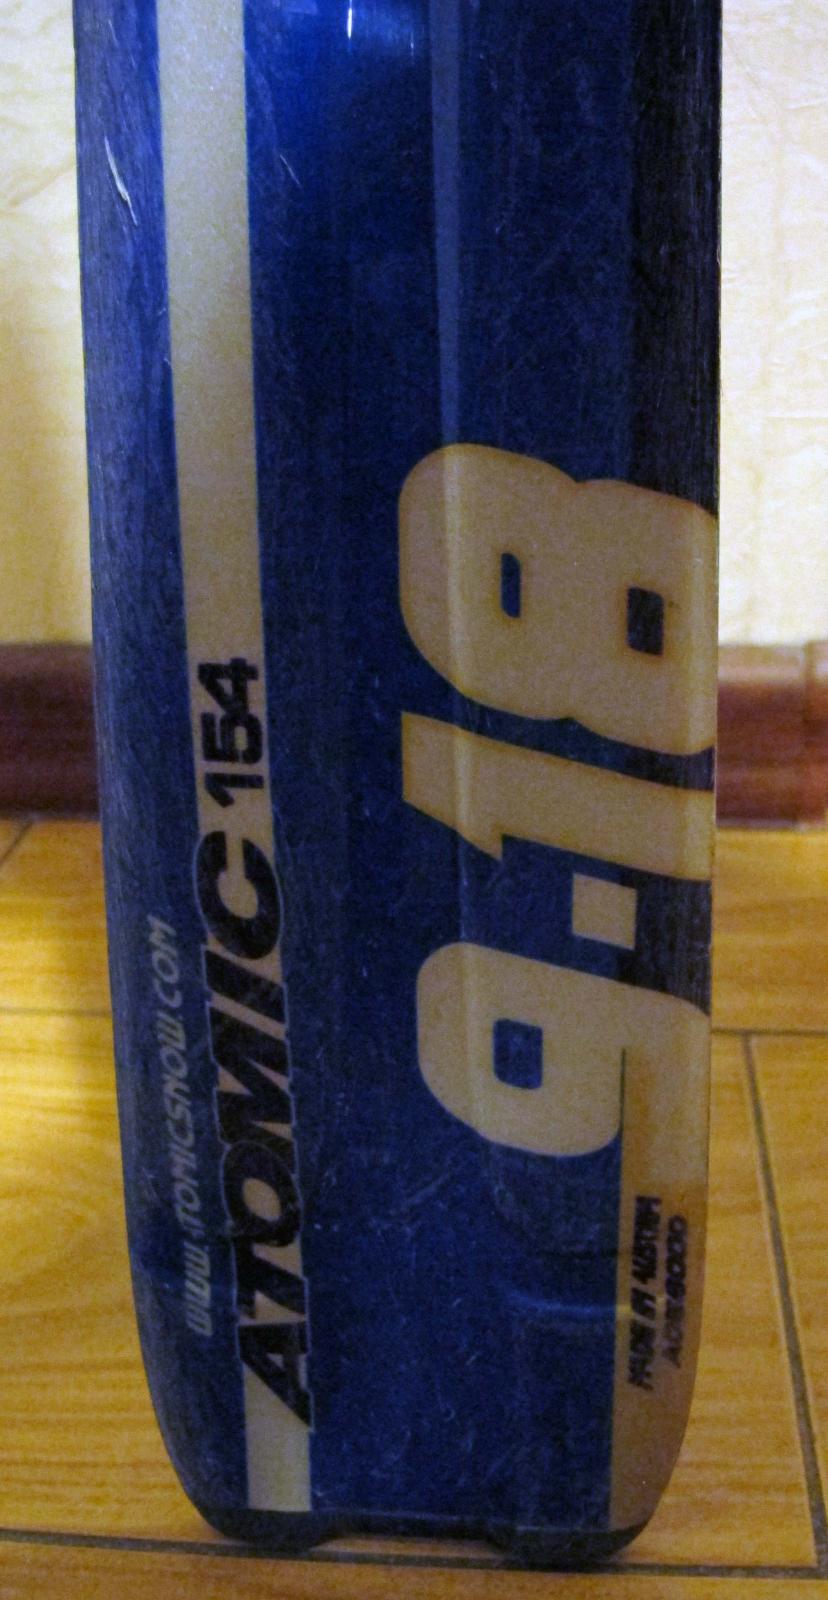 WWW.ATOMICSNOW.COM
ATOMIC 154
9·18
MADE IN AUSTRIA